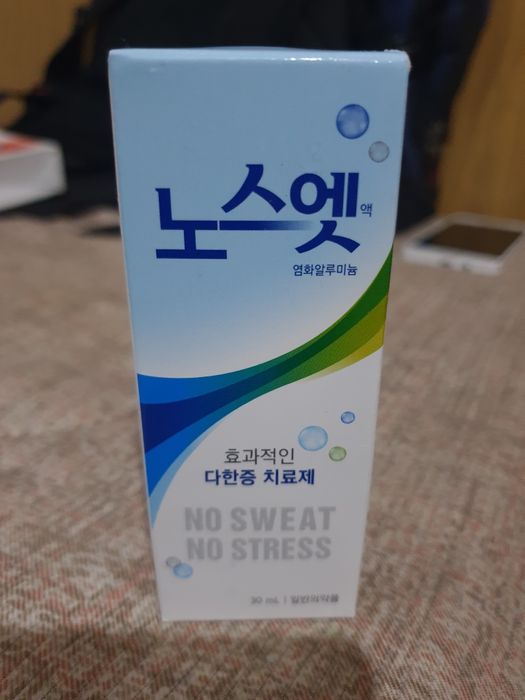 노스엣액
염화알루미늄
효과적인
다한증 치료제
NO SWEAT
NO STRESS
30 mL | 일반의약품